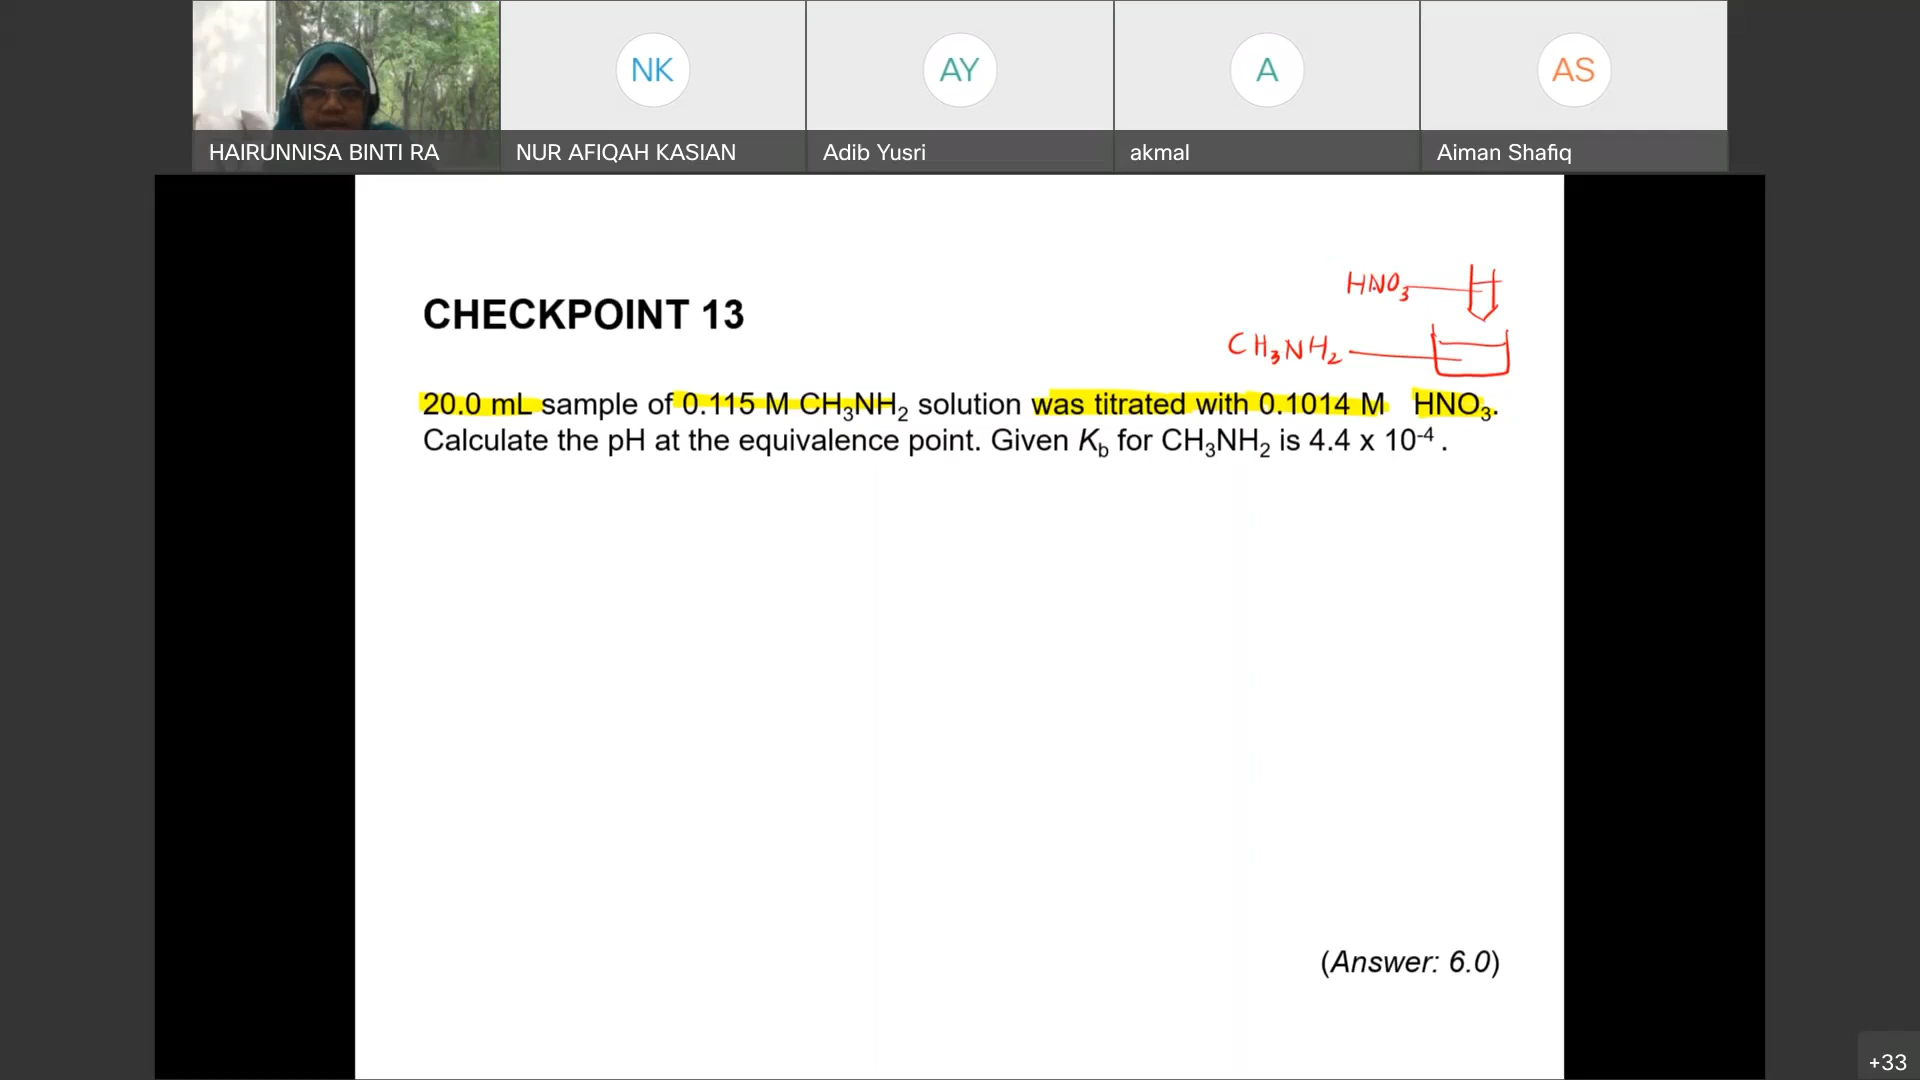 NK
AY
A
AS
HAIRUNNISA BINTI RA
NUR AFIQAH KASIAN
Adib Yusri
akmal
Aiman Shafiq
HNO₃
CHECKPOINT 13
CH₃NH₂
20.0 mL sample of 0.115 M CH₃NH₂ solution was titrated with 0.1014 M HNO₃.
Calculate the pH at the equivalence point. Given K_b for CH₃NH₂ is 4.4 x 10⁻⁴ .
(Answer: 6.0)
+33